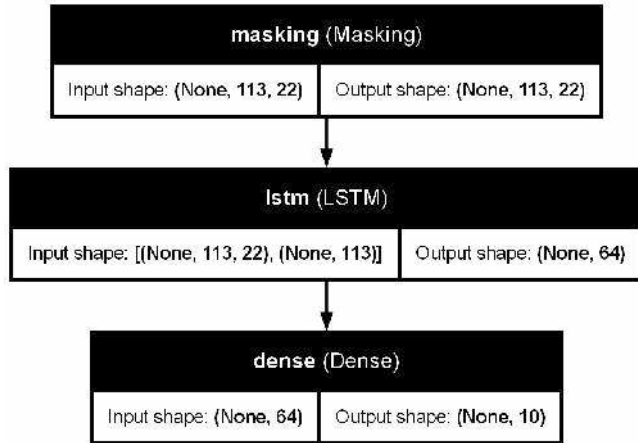 masking (Masking)
Input shape: (None, 113, 22) Output shape: (None, 113, 22)
lstm (LSTM)
Input shape: [(None, 113, 22), (None, 113)] Output shape: (None, 64)
dense (Dense)
Input shape: (None, 64) Output shape: (None, 10)